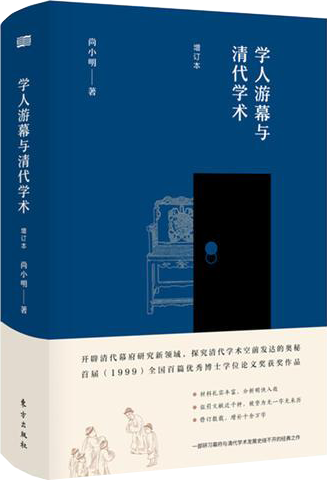 学人游幕与清代学术
增订本
尚小明 著
东方出版社
尚小明——著
增订本
学人游幕与
清代学术
开辟清代幕府研究新领域,探究清代学术空前发达的奥秘
首届(1999)全国百篇优秀博士学位论文奖获奖作品
材料扎实丰富,分析明快入微
征引文献近千种,被誉为无一字无来历
修订数载,增补十余万字
一部研习幕府与清代学术发展史绕不开的经典之作